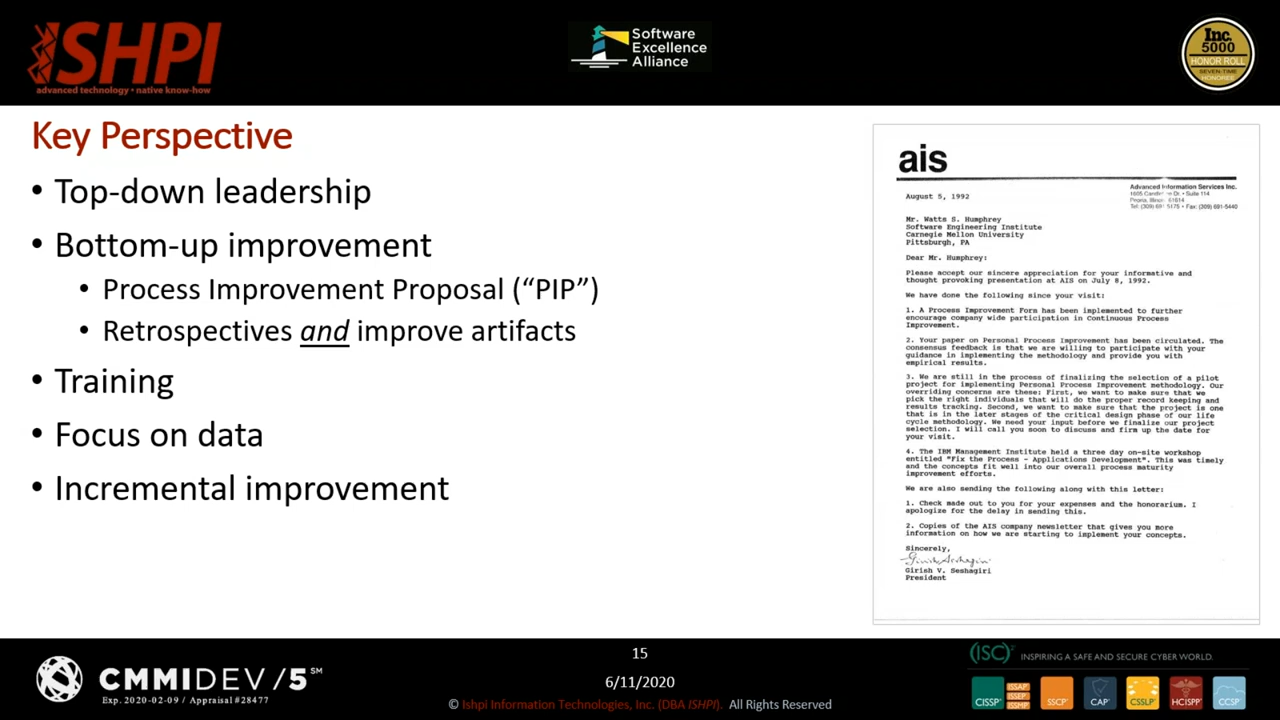 iSHPI
advanced technology • native know-how
Software
Excellence
Alliance
Inc.
5000
HONOR ROLL
SEVEN-TIME
HONOREE
Key Perspective
• Top-down leadership
• Bottom-up improvement
• Process Improvement Proposal (“PIP”)
• Retrospectives and improve artifacts
• Training
• Focus on data
• Incremental improvement
ais
Advanced Information Services Inc.
Suite 114
Peoria, 61614
Fax: (309) 691-5440
August 5, 1992
Mr. Watts S. Humphrey
Software Engineering Institute
Carnegie Mellon University
Pittsburgh, PA
Dear Mr. Humphrey:
Please accept our sincere appreciation for your informative and
thought provoking presentation at AIS on July 8, 1992.
We have done the following since your visit:
1. A Process Improvement Form has been implemented to further
encourage company wide participation in Continuous Process
Improvement.
2. Your paper on Personal Process Improvement has been circulated. The
consensus feedback is that we are willing to participate with your
guidance in implementing the methodology and provide you with
empirical results.
3. We are still in the process of finalizing the selection of a pilot
project for implementing Personal Process Improvement methodology. Our
overriding concerns are these: First, we want to make sure that we
pick the right individuals that will do the proper record keeping and
results tracking. Second, we want to make sure that the project is one
that is in the later stages of the critical design phase of our life
cycle methodology. We need your input before we finalize our project
selection. I will call you soon to discuss and firm up the date for
your visit.
4. The IBM Management Institute held a three day on-site workshop
entitled "Fix the Process - Applications Development". This was timely
and the concepts fit well into our overall process maturity
improvement efforts.
We are also sending the following along with this letter:
1. Check made out to you for your expenses and the honorarium. I
apologize for the delay in sending this.
2. Copies of the AIS company newsletter that gives you more
information on how we are starting to implement your concepts.
Sincerely,
Girish V. Seshagiri
President
CMMIDEV/5℠
Exp. 2020-02-09 / Appraisal #28477
15
6/11/2020
© Ishpi Information Technologies, Inc. (DBA ISHPI). All Rights Reserved
(ISC)² INSPIRING A SAFE AND SECURE CYBER WORLD.
CISSP ISSAP ISSEP ISSMP SSCP CAP CSSLP HCISPP CCSP